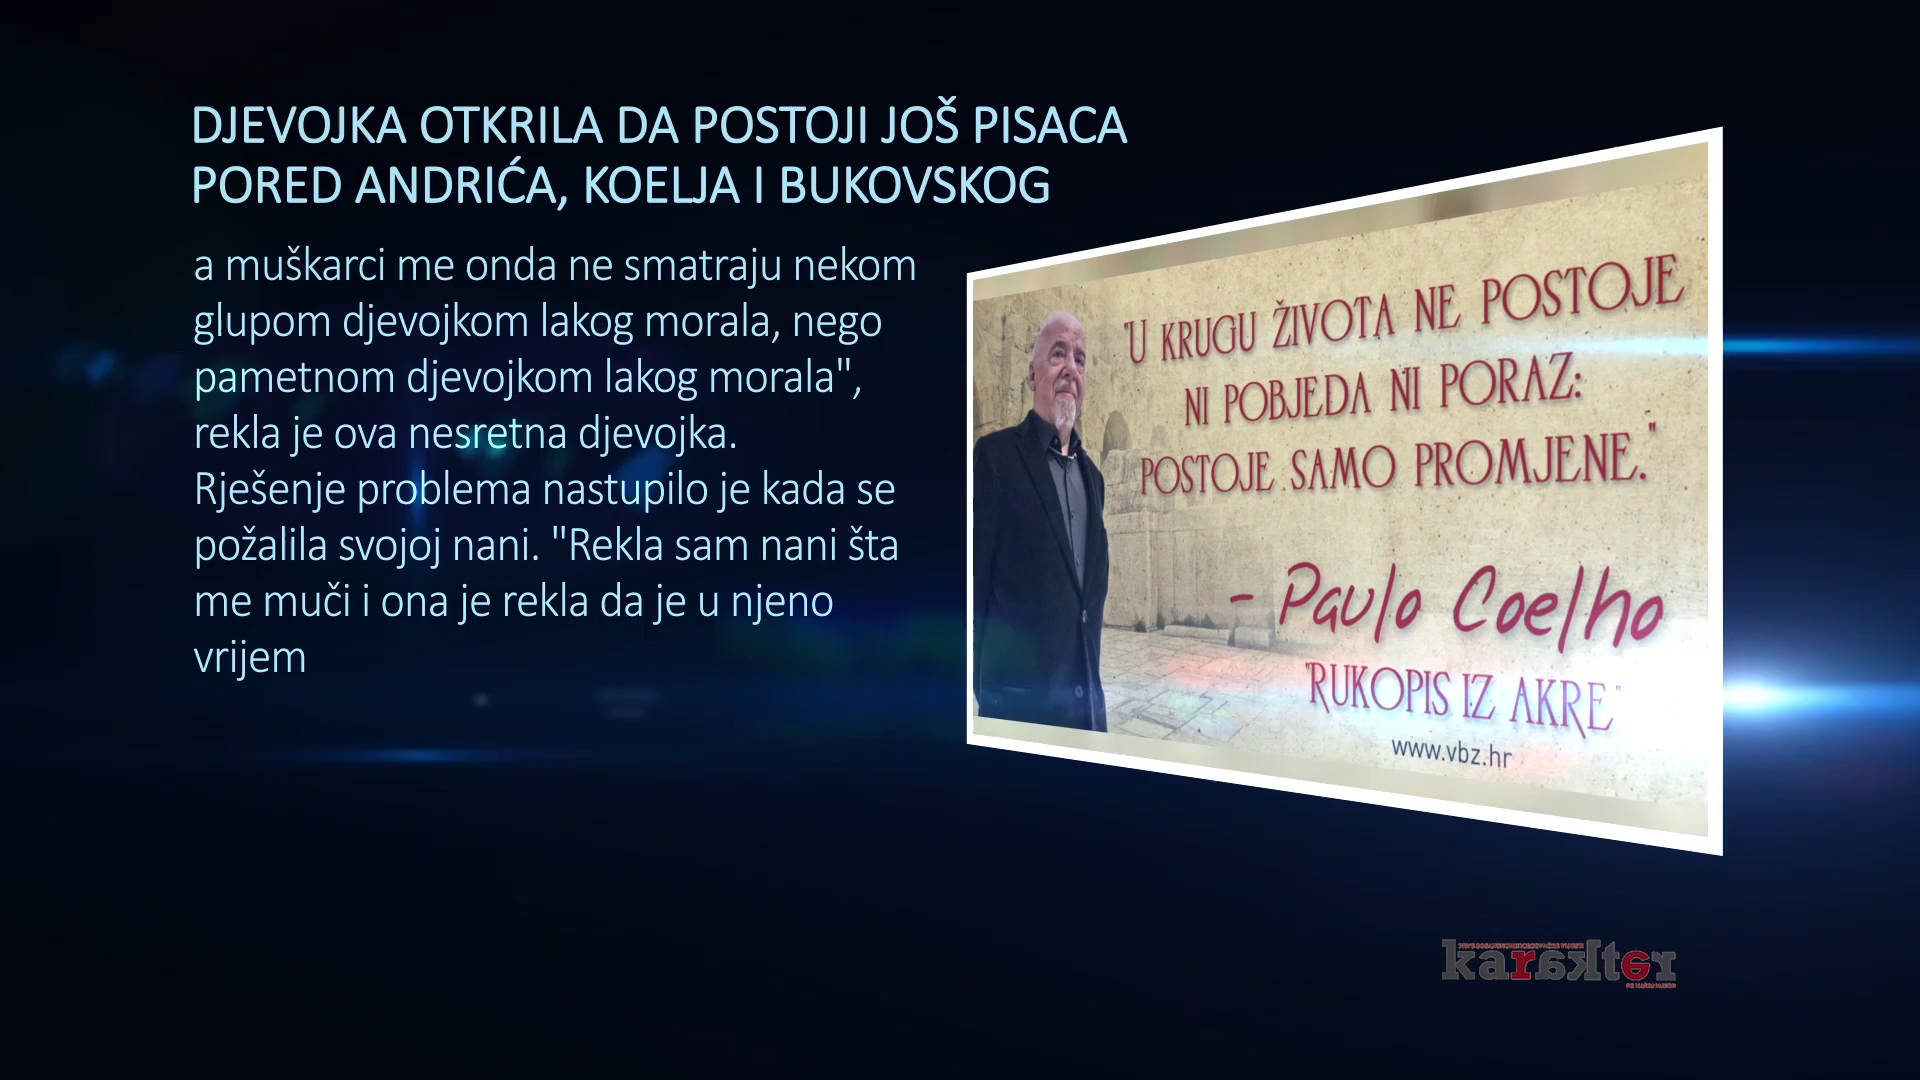 DJEVOJKA OTKRILA DA POSTOJI JOŠ PISACA
PORED ANDRIĆA, KOELJA I BUKOVSKOG
a muškarci me onda ne smatraju nekom
glupom djevojkom lakog morala, nego
pametnom djevojkom lakog morala",
rekla je ova nesretna djevojka.
Rješenje problema nastupilo je kada se
požalila svojoj nani. "Rekla sam nani šta
me muči i ona je rekla da je u njeno
vrijem
"U KRUGU ŽIVOTA NE POSTOJE
NI POBJEDA NI PORAZ:
POSTOJE SAMO PROMJENE."
- Paulo Coelho
"RUKOPIS IZ AKRE"
www.vbz.hr
karakter